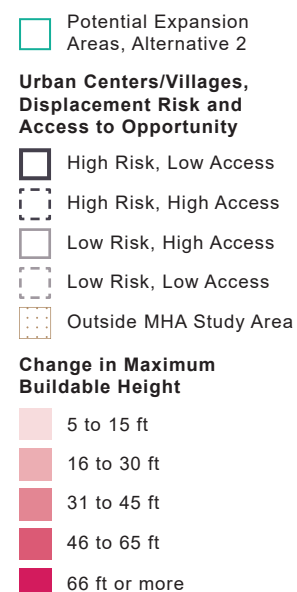 Potential Expansion
Areas, Alternative 2
Urban Centers/Villages,
Displacement Risk and
Access to Opportunity
High Risk, Low Access
High Risk, High Access
Low Risk, High Access
Low Risk, Low Access
Outside MHA Study Area
Change in Maximum
Buildable Height
5 to 15 ft
16 to 30 ft
31 to 45 ft
46 to 65 ft
66 ft or more